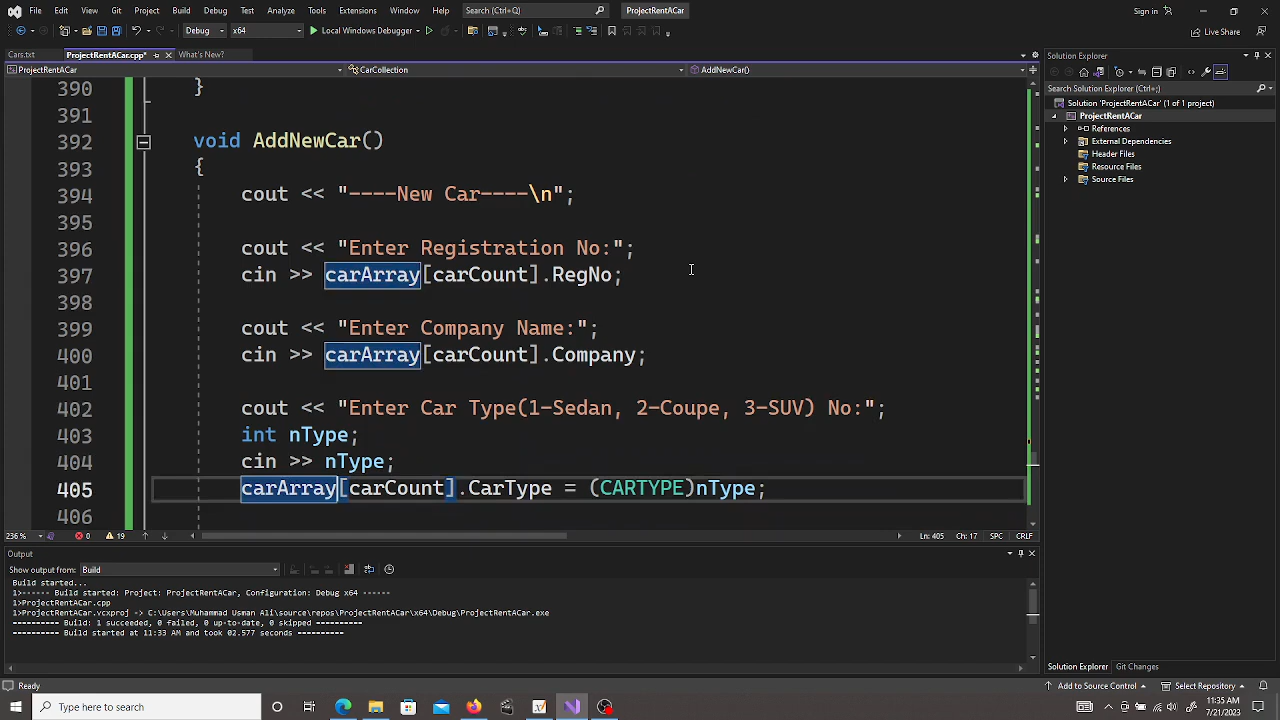 File Edit View Git Project Build Debug Test Analyze Tools Extensions Window Help Search (Ctrl+Q) ProjectRentACar Sign in
Debug x64 Local Windows Debugger Live Share
Cars.txt ProjectRentACar.cpp* What's New?
ProjectRentACar CarCollection AddNewCar()
390 }
391
392 void AddNewCar()
393 {
394 cout << "----New Car----\n";
395
396 cout << "Enter Registration No:";
397 cin >> carArray[carCount].RegNo;
398
399 cout << "Enter Company Name:";
400 cin >> carArray[carCount].Company;
401
402 cout << "Enter Car Type(1-Sedan, 2-Coupe, 3-SUV) No:";
403 int nType;
404 cin >> nType;
405 carArray[carCount].CarType = (CARTYPE)nType;
406
236 % 0 19 Ln: 405 Ch: 17 SPC CRLF
Output
Show output from: Build
Build started...
1>------ Build started: Project: ProjectRentACar, Configuration: Debug x64 ------
1>ProjectRentACar.cpp
1>ProjectRentACar.vcxproj -> C:\Users\Muhammad Usman Ali\source\repos\ProjectRentACar\x64\Debug\ProjectRentACar.exe
========== Build: 1 succeeded, 0 failed, 0 up-to-date, 0 skipped ==========
========== Build started at 11:33 AM and took 02.577 seconds ==========
Solution Explorer
Search Solution Explorer (Ctrl+;)
Solution 'ProjectRentACar' (1 of 1 project)
ProjectRentACar
References
External Dependencies
Header Files
Resource Files
Source Files
Solution Explorer Git Changes
Ready Add to Source Control Select Repository
Type here to search
11:35 AM
7/21/2023